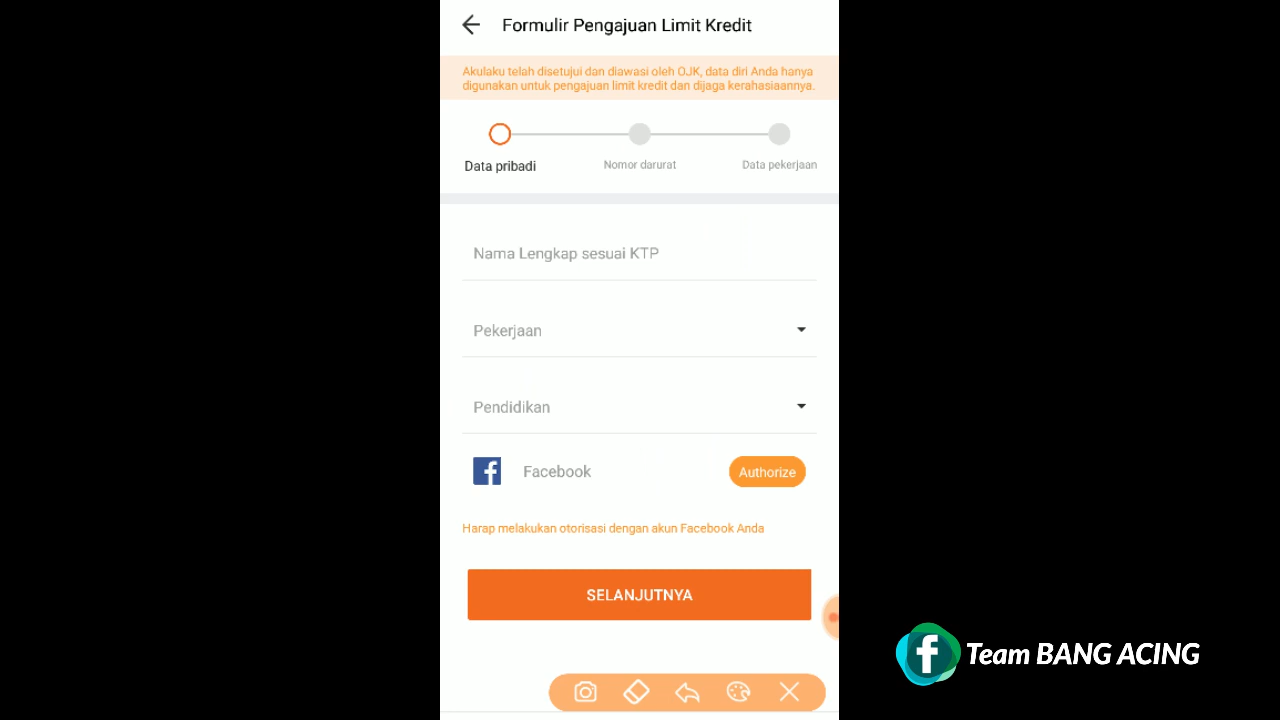 Formulir Pengajuan Limit Kredit
Akulaku telah disetujui dan diawasi oleh OJK, data diri Anda hanya
digunakan untuk pengajuan limit kredit dan dijaga kerahasiaannya.
Data pribadi
Nomor darurat
Data pekerjaan
Nama Lengkap sesuai KTP
Pekerjaan
Pendidikan
Facebook
Authorize
Harap melakukan otorisasi dengan akun Facebook Anda
SELANJUTNYA
Team BANG ACING